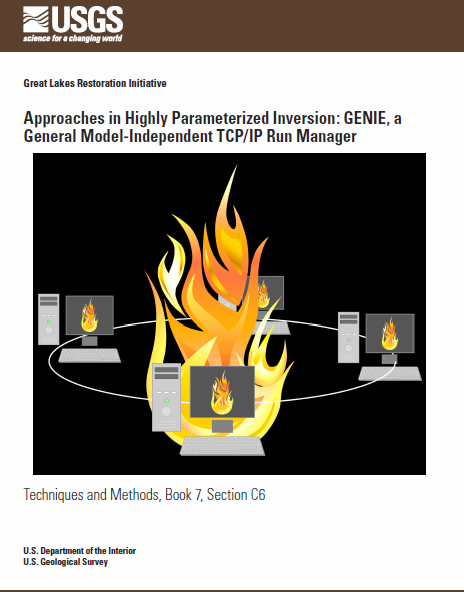 USGS
science for a changing world
Great Lakes Restoration Initiative
Approaches in Highly Parameterized Inversion: GENIE, a
General Model-Independent TCP/IP Run Manager
Techniques and Methods, Book 7, Section C6
U.S. Department of the Interior
U.S. Geological Survey